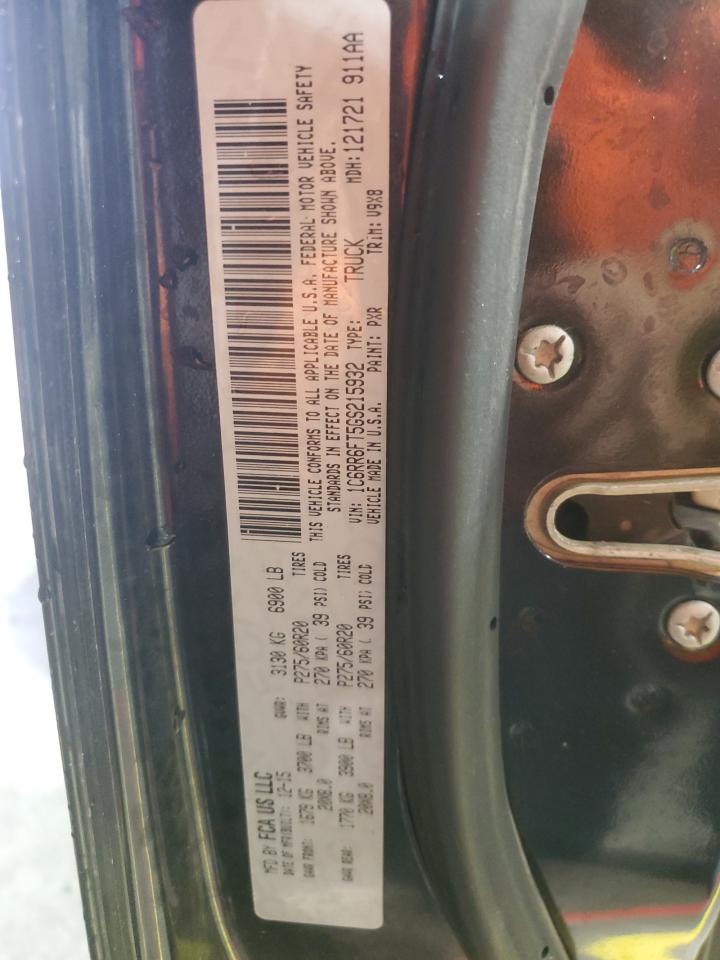 MFD BY FCA US LLC
DATE OF MFR(BUILT): 12-15 GVWR: 3130 KG 6900 LB
GAWR FRONT: 1679 KG 3700 LB WITH P275/60R20 TIRES
20X8.0 RIMS AT 270 KPA ( 39 PSI) COLD
GAWR REAR: 1770 KG 3900 LB WITH P275/60R20 TIRES
20X8.0 RIMS AT 270 KPA ( 39 PSI) COLD
THIS VEHICLE CONFORMS TO ALL APPLICABLE U.S.A. FEDERAL MOTOR VEHICLE SAFETY
STANDARDS IN EFFECT ON THE DATE OF MANUFACTURE SHOWN ABOVE.
VIN: 1C6RR6FT5GS215932 TYPE: TRUCK MDH: 121721 911AA
VEHICLE MADE IN U.S.A. PAINT: PXR TRIM: V9X8